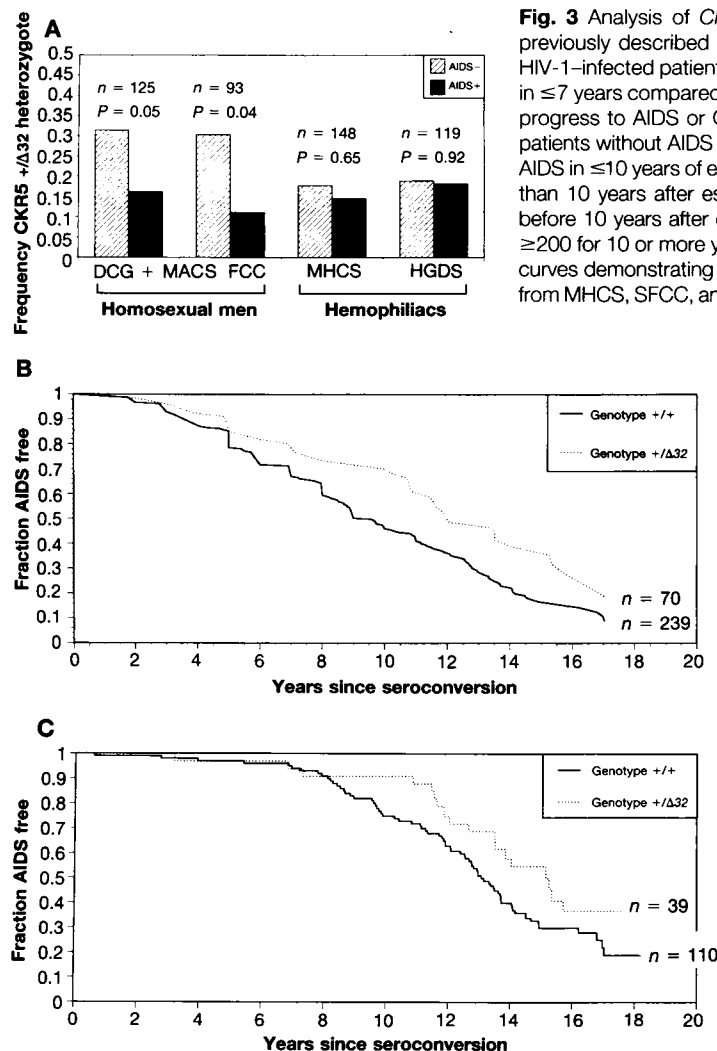 A
Frequency CKR5 +/Δ32 heterozygote
0.5
0.45
0.4
0.35
0.3
0.25
0.2
0.15
0.1
0.05
0
n = 125
P = 0.05
n = 93
P = 0.04
n = 148
P = 0.65
n = 119
P = 0.92
AIDS−
AIDS+
DCG + MACS FCC MHCS HGDS
Homosexual men Hemophiliacs
Fig. 3 Analysis of
previously described
HIV-1–infected patient
in ≤7 years compared
progress to AIDS or
patients without AIDS
AIDS in ≤10 years of e
than 10 years after es
before 10 years after
≥200 for 10 or more y
curves demonstrating
from MHCS, SFCC, an
B
Fraction AIDS free
1
0.9
0.8
0.7
0.6
0.5
0.4
0.3
0.2
0.1
0
Genotype +/+
Genotype +/Δ32
n = 70
n = 239
0 2 4 6 8 10 12 14 16 18 20
Years since seroconversion
C
Fraction AIDS free
1
0.9
0.8
0.7
0.6
0.5
0.4
0.3
0.2
0.1
0
Genotype +/+
Genotype +/Δ32
n = 39
n = 110
0 2 4 6 8 10 12 14 16 18 20
Years since seroconversion